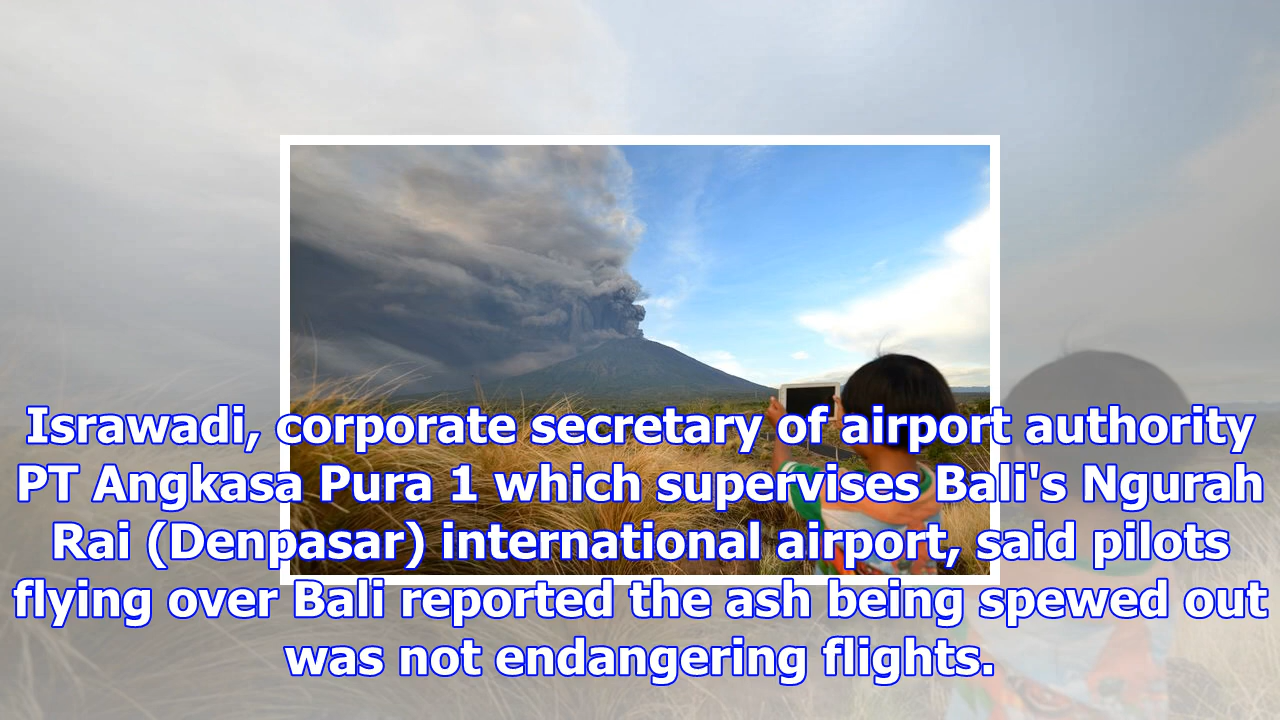 Israwadi, corporate secretary of airport authority
PT Angkasa Pura 1 which supervises Bali's Ngurah
Rai (Denpasar) international airport, said pilots
flying over Bali reported the ash being spewed out
was not endangering flights.